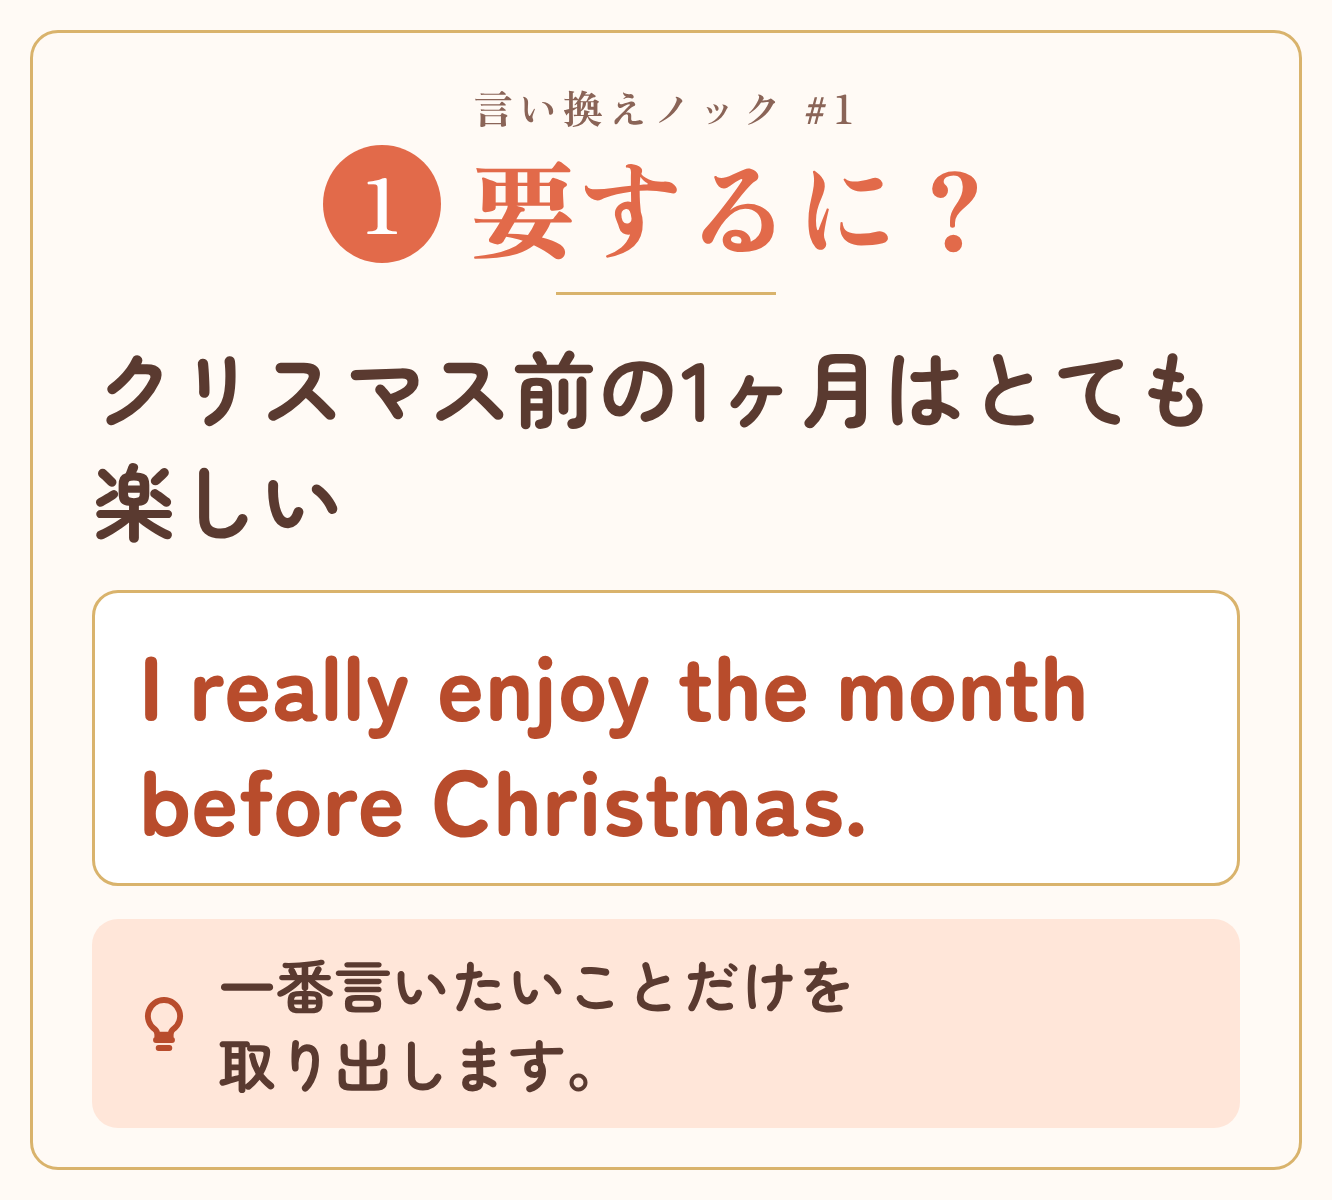 言い換えノック #1
1 要するに？
クリスマス前の1ヶ月はとても
楽しい
I really enjoy the month
before Christmas.
一番言いたいことだけを
取り出します。